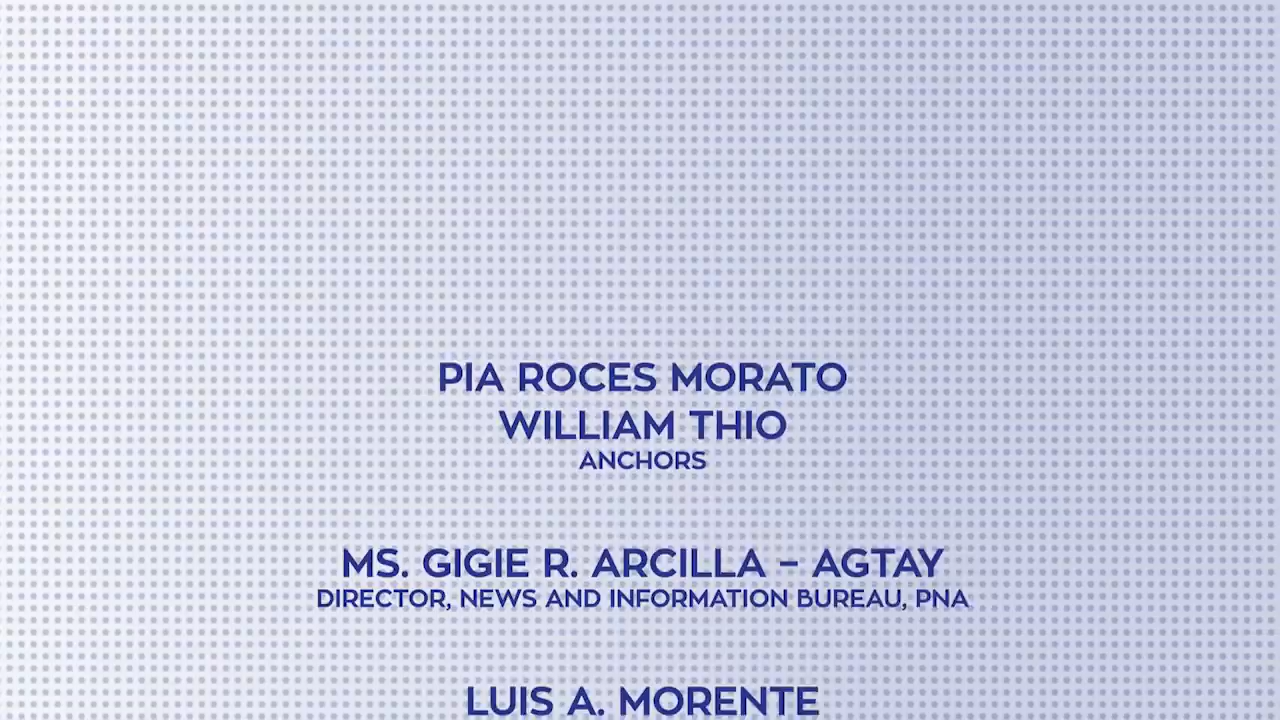 PIA ROCES MORATO
WILLIAM THIO
ANCHORS
MS. GIGIE R. ARCILLA – AGTAY
DIRECTOR, NEWS AND INFORMATION BUREAU, PNA
LUIS A. MORENTE